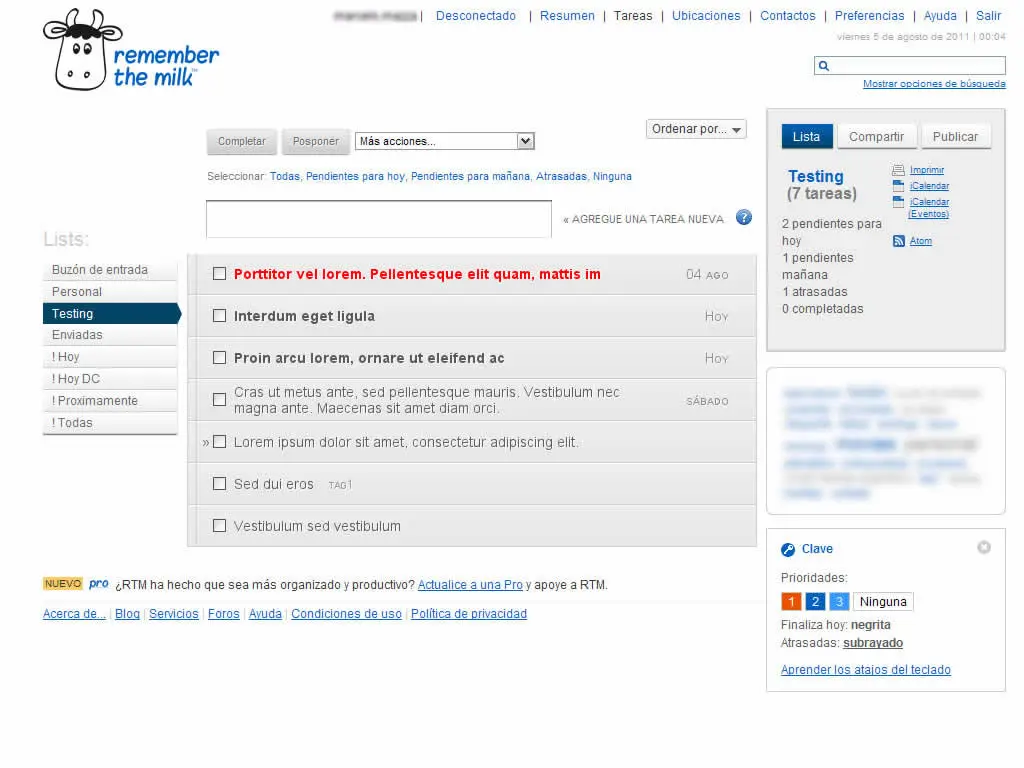 Desconectado | Resumen | Tareas | Ubicaciones | Contactos | Preferencias | Ayuda | Salir
viernes 5 de agosto de 2011 | 00:04
remember
the milk™
Mostrar opciones de búsqueda
Completar
Posponer
Más acciones...
Ordenar por...
Seleccionar: Todas, Pendientes para hoy, Pendientes para mañana, Atrasadas, Ninguna
« AGREGUE UNA TAREA NUEVA ?
Lists:
Buzón de entrada
Personal
Testing
Enviadas
! Hoy
! Hoy DC
! Proximamente
! Todas
Porttitor vel lorem. Pellentesque elit quam, mattis im 04 AGO
Interdum eget ligula HOY
Proin arcu lorem, ornare ut eleifend ac HOY
Cras ut metus ante, sed pellentesque mauris. Vestibulum nec
magna ante. Maecenas sit amet diam orci. SÁBADO
» Lorem ipsum dolor sit amet, consectetur adipiscing elit.
Sed dui eros TAG1
Vestibulum sed vestibulum
Lista
Compartir
Publicar
Testing
(7 tareas)
2 pendientes para
hoy
1 pendientes
mañana
1 atrasadas
0 completadas
Imprimir
iCalendar
iCalendar
(Eventos)
Atom
Clave
Prioridades:
1 2 3 Ninguna
Finaliza hoy: negrita
Atrasadas: subrayado
Aprender los atajos del teclado
NUEVO pro ¿RTM ha hecho que sea más organizado y productivo? Actualice a una Pro y apoye a RTM.
Acerca de... | Blog | Servicios | Foros | Ayuda | Condiciones de uso | Política de privacidad